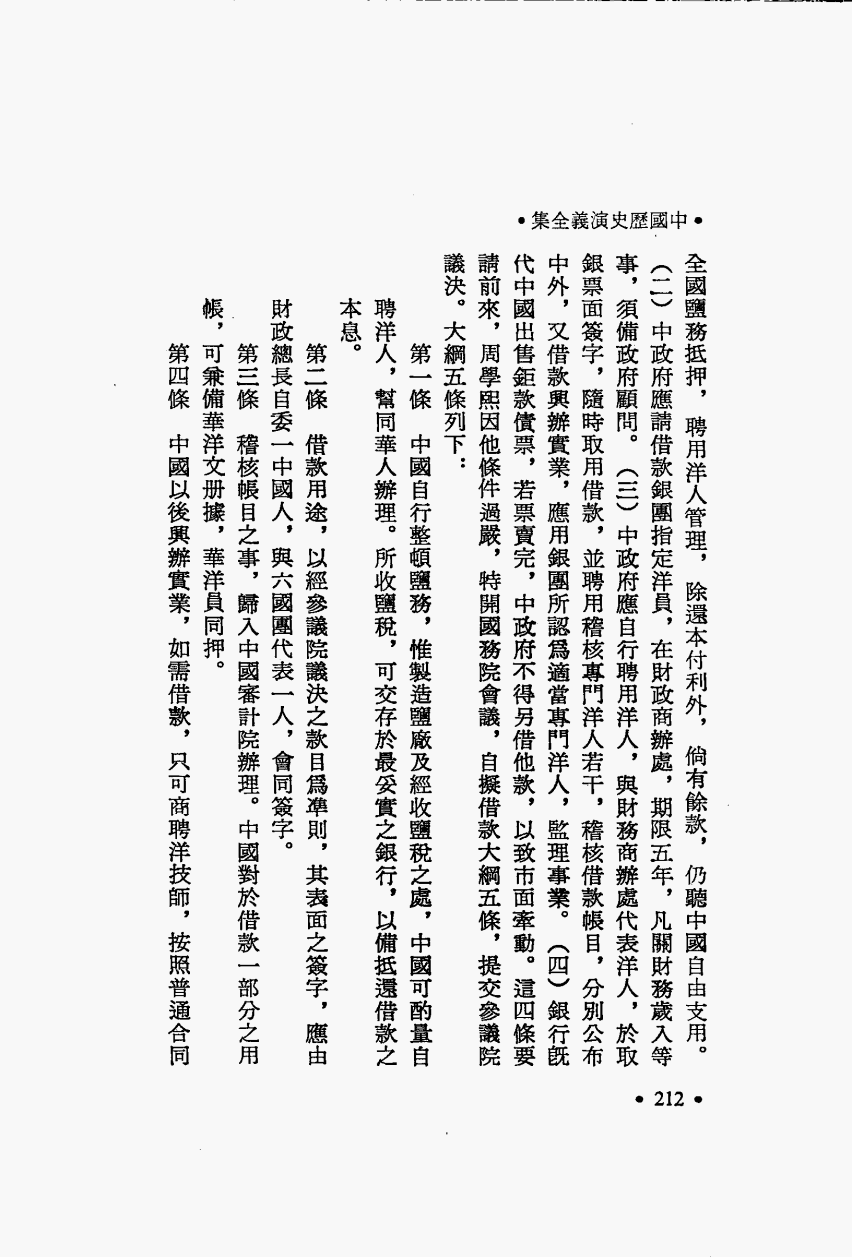 •中國歷史演義全集•
全國鹽務抵押，聘用洋人管理，除還本付利外，倘有餘款，仍聽中國自由支用。
（二）中政府應請借款銀團指定洋員，在財政商辦處，期限五年，凡關財務歲入等
事，須備政府顧問。（三）中政府應自行聘用洋人，與財務商辦處代表洋人，於取
銀票面簽字，隨時取用借款，並聘用稽核專門洋人若干，稽核借款帳目，分別公布
中外，又借款興辦實業，應用銀團所認爲適當專門洋人，監理事業。（四）銀行旣
代中國出售鉅款債票，若票賣完，中政府不得另借他款，以致市面牽動。這四條要
請前來，周學熙因他條件過嚴，特開國務院會議，自擬借款大綱五條，提交參議院
議決。大綱五條列下：
第一條　中國自行整頓鹽務，惟製造鹽廠及經收鹽稅之處，中國可酌量自
聘洋人，幫同華人辦理。所收鹽稅，可交存於最妥實之銀行，以備抵還借款之
本息。
第二條　借款用途，以經參議院議決之款目爲準則，其表面之簽字，應由
財政總長自委一中國人，與六國團代表一人，會同簽字。
第三條　稽核帳目之事，歸入中國審計院辦理。中國對於借款一部分之用
帳，可兼備華洋文册據，華洋員同押。
第四條　中國以後興辦實業，如需借款，只可商聘洋技師，按照普通合同
•212•